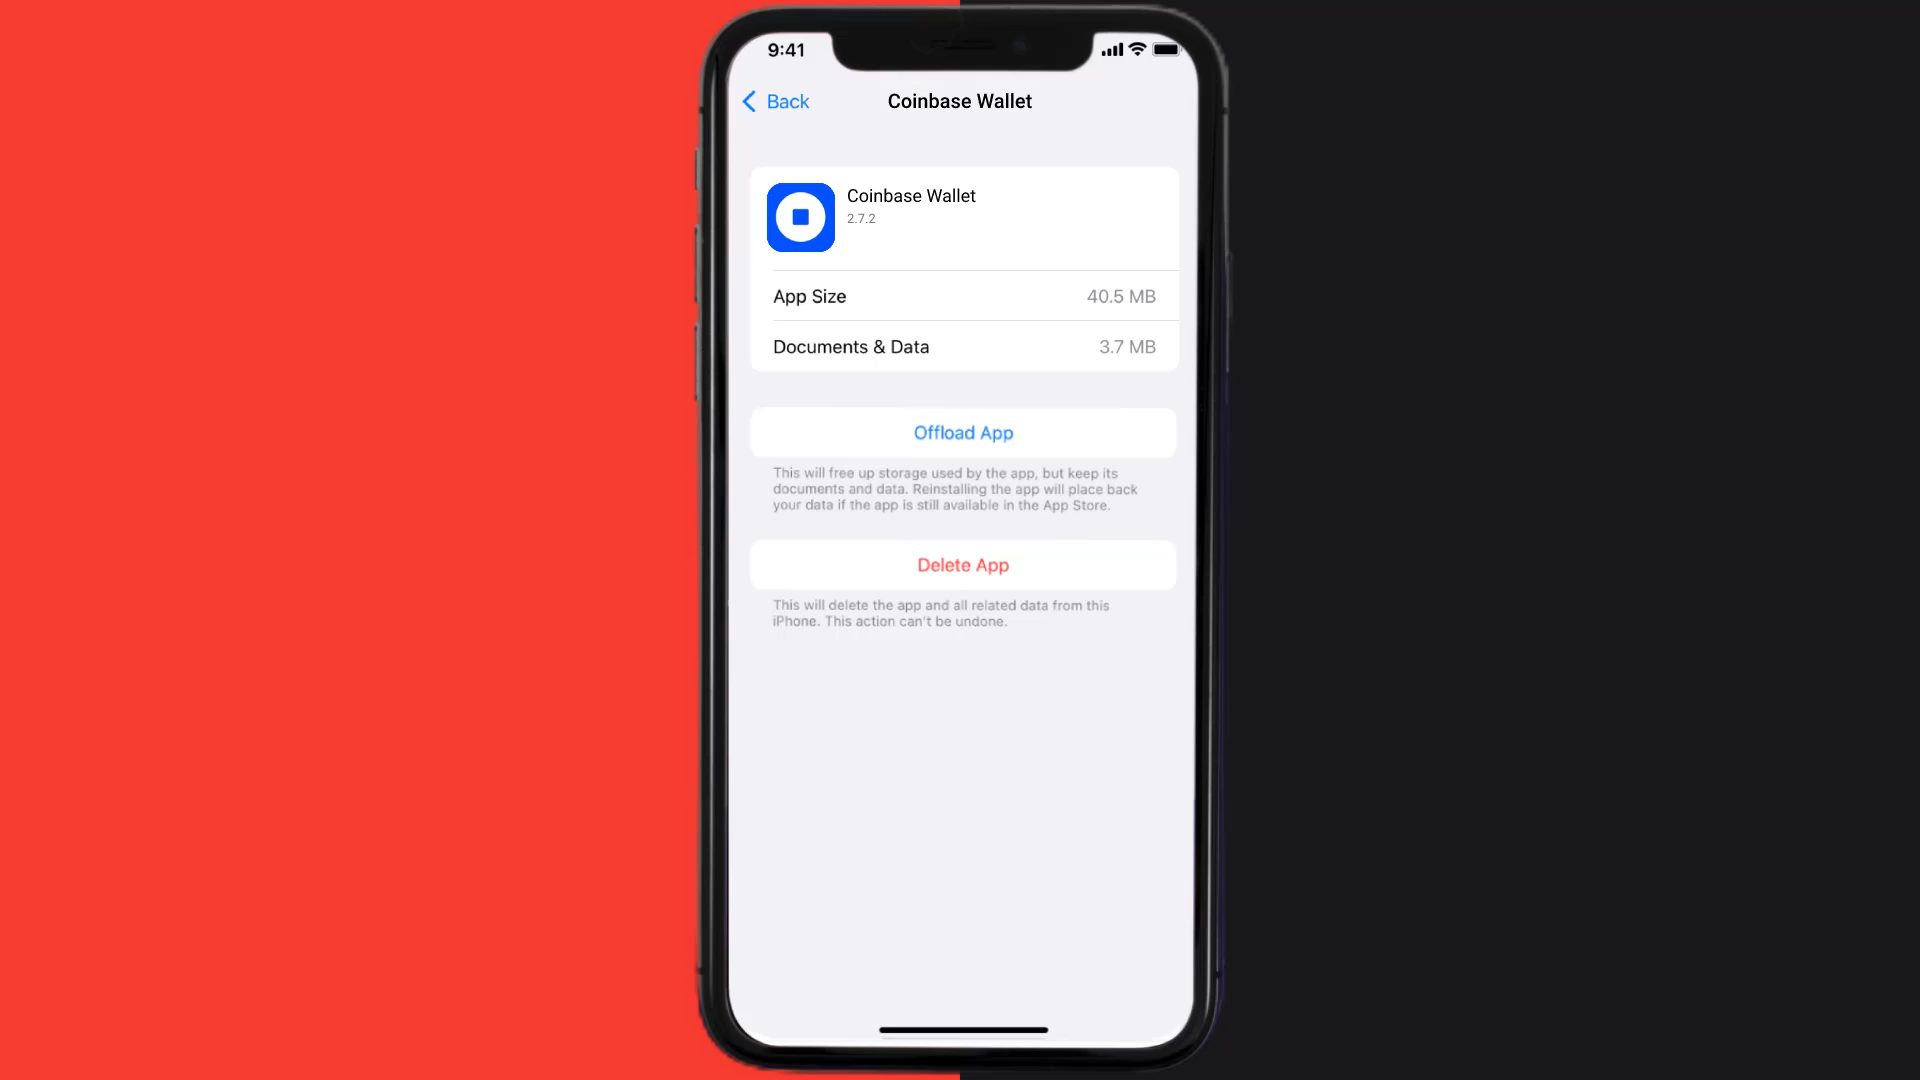 9:41
Back
Coinbase Wallet
Coinbase Wallet
2.7.2
App Size
40.5 MB
Documents & Data
3.7 MB
Offload App
This will free up storage used by the app, but keep its
documents and data. Reinstalling the app will place back
your data if the app is still available in the App Store.
Delete App
This will delete the app and all related data from this
iPhone. This action can't be undone.